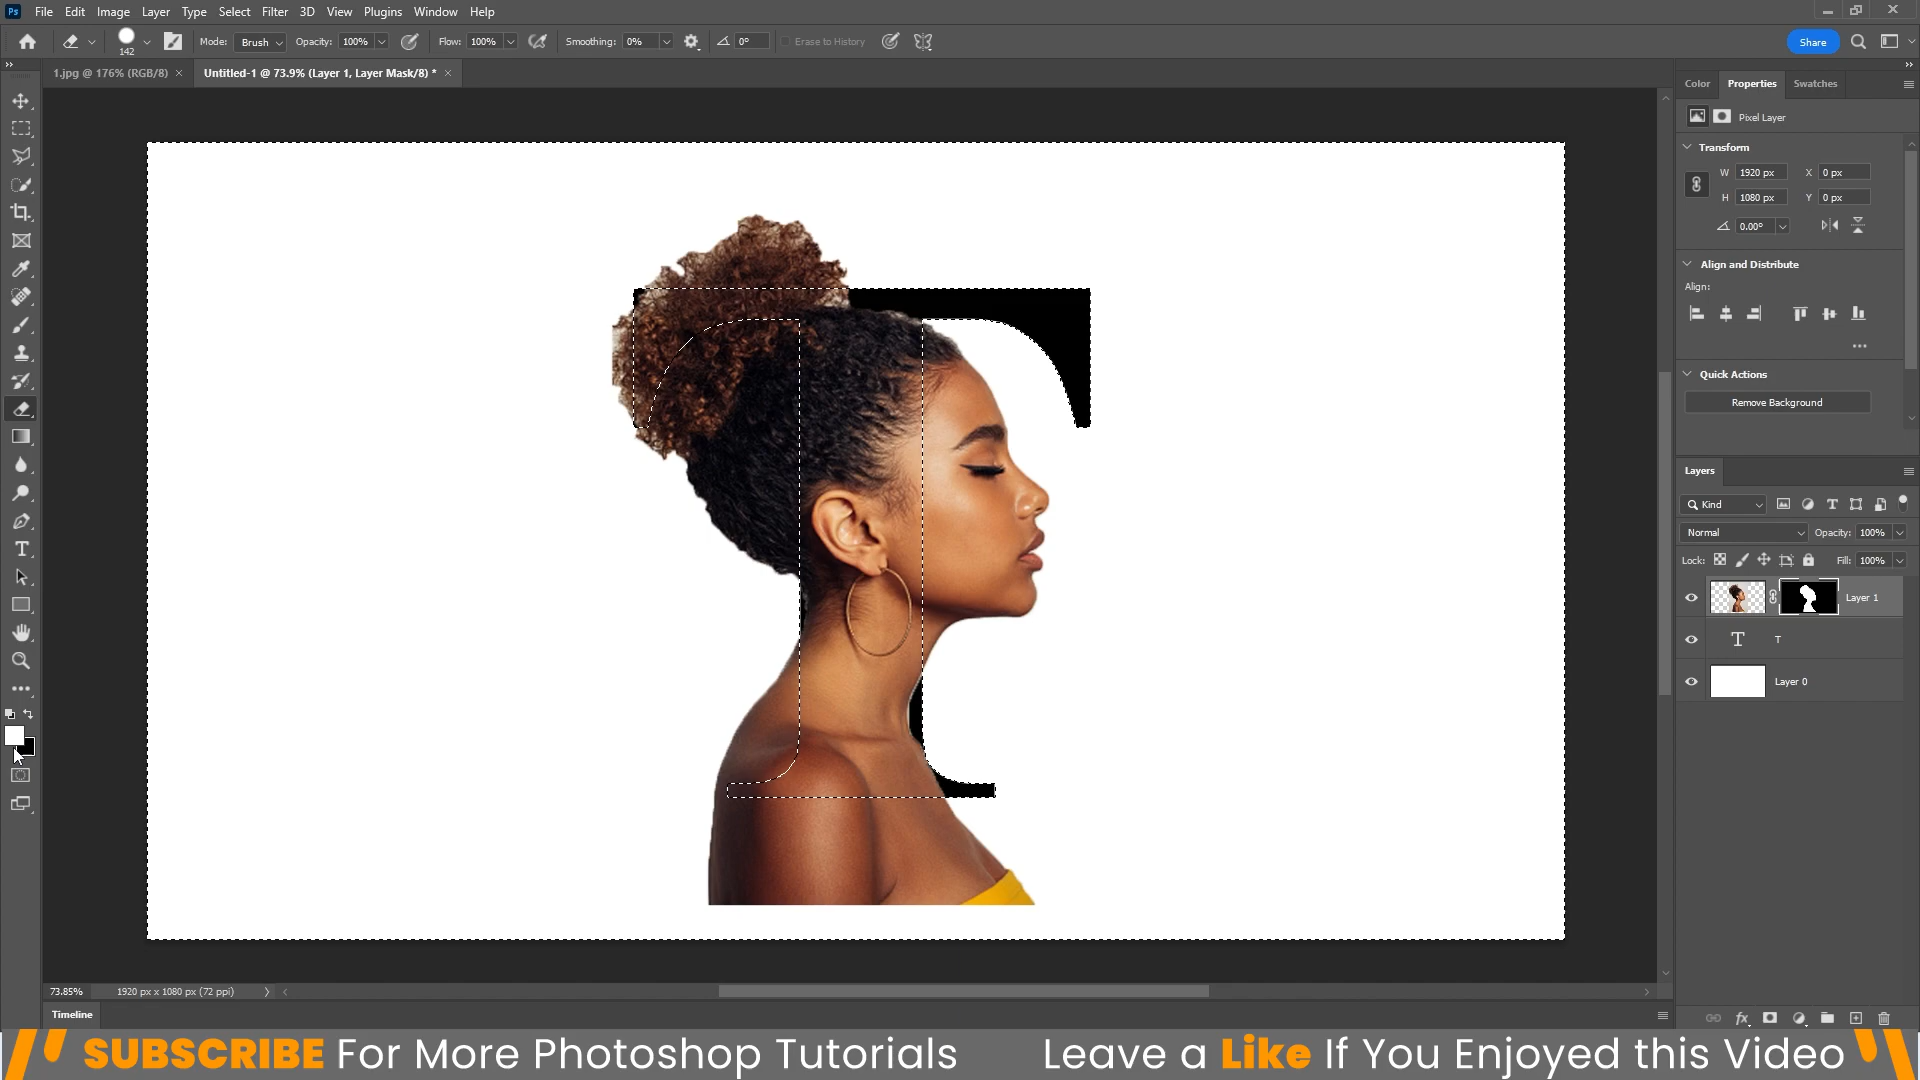 Ps File Edit Image Layer Type Select Filter 3D View Plugins Window Help
142 Mode: Brush Opacity: 100% Flow: 100% Smoothing: 0% 0° Erase to History Share
1.jpg @ 176% (RGB/8) × Untitled-1 @ 73.9% (Layer 1, Layer Mask/8) * ×
Color Properties Swatches
Pixel Layer
Transform
W 1920 px X 0 px
H 1080 px Y 0 px
0.00°
Align and Distribute
Align:
Quick Actions
Remove Background
Layers
Kind
Normal Opacity: 100%
Lock: Fill: 100%
Layer 1
T
Layer 0
T
73.85% 1920 px x 1080 px (72 ppi)
Timeline
SUBSCRIBE For More Photoshop Tutorials Leave a Like If You Enjoyed this Video